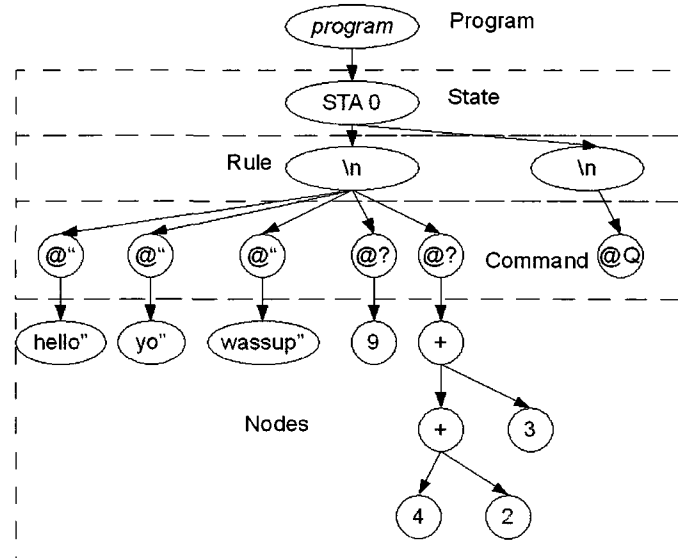 program Program
STA 0 State
Rule \n \n
@“ @“ @“ @? @? Command @Q
hello” yo” wassup” 9 +
Nodes + 3
4 2